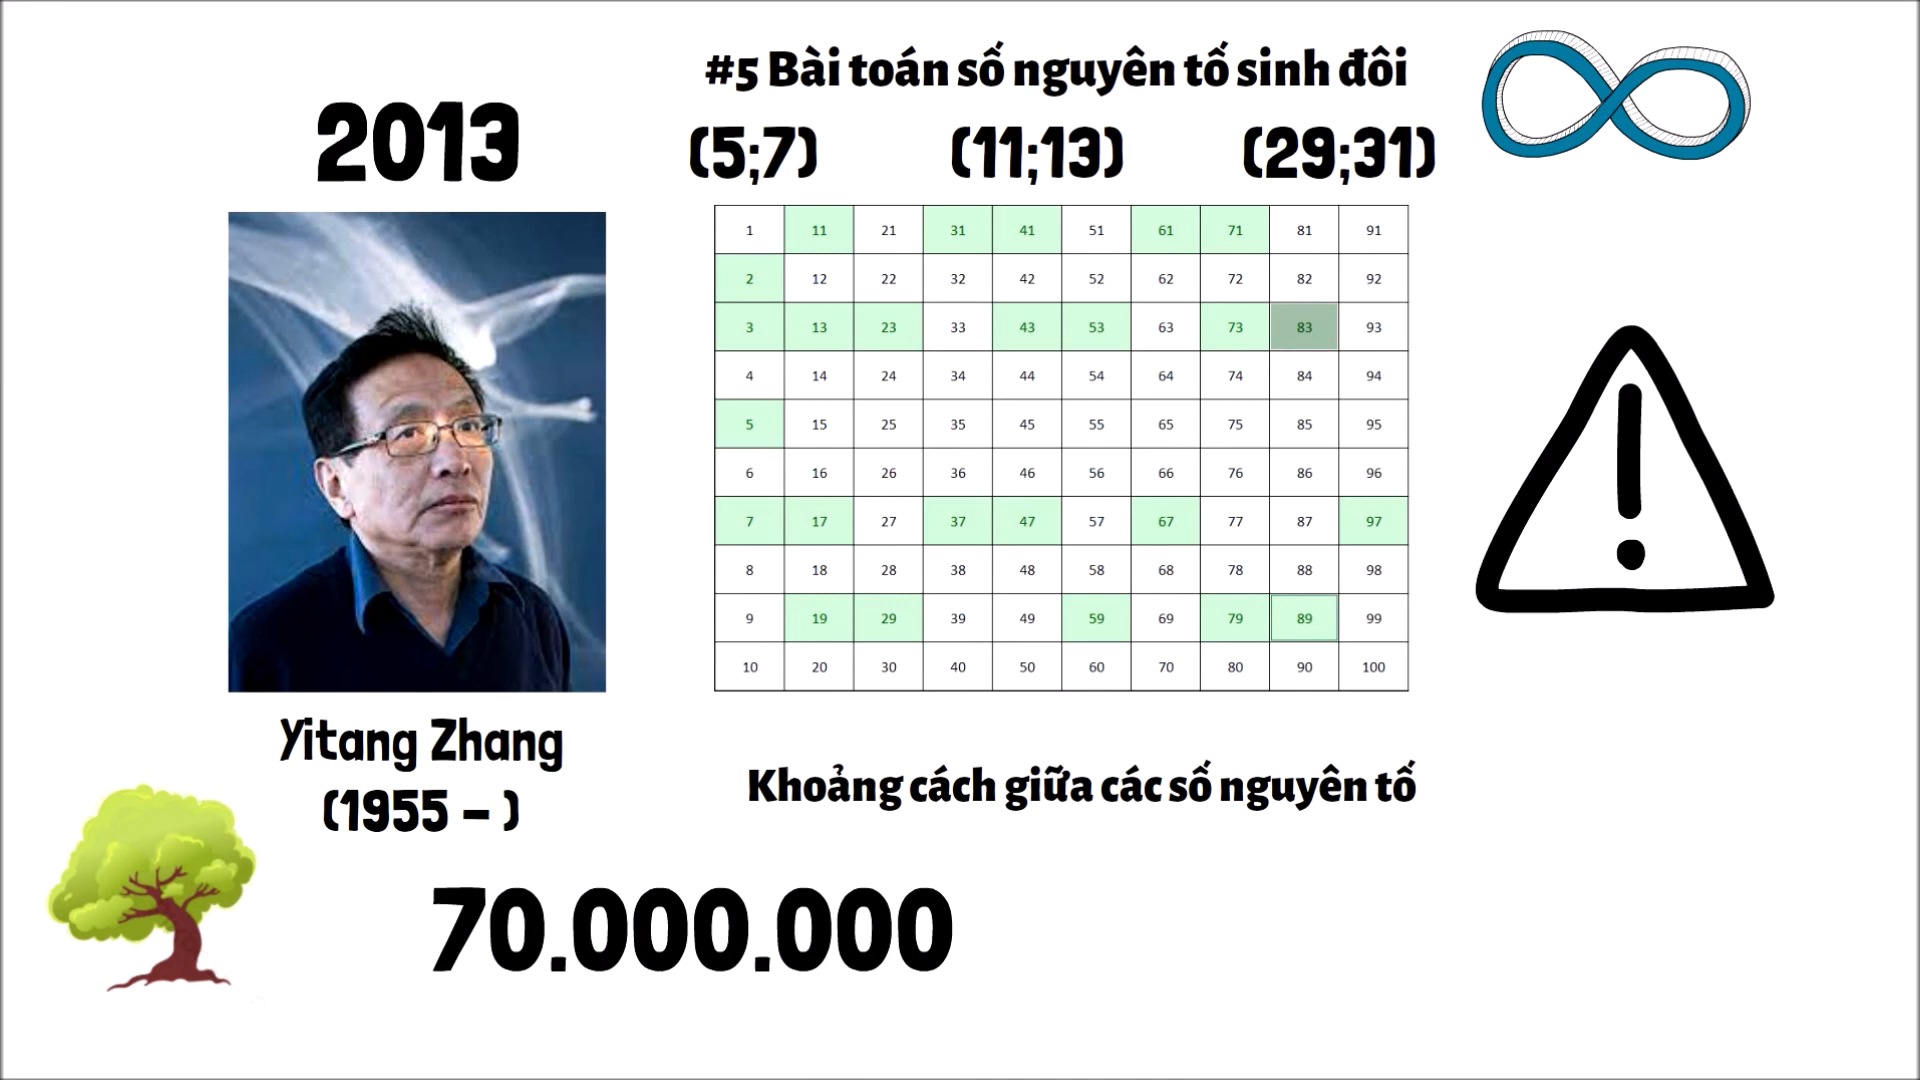 #5 Bài toán số nguyên tố sinh đôi
2013
(5;7) (11;13) (29;31)
1 11 21 31 41 51 61 71 81 91
2 12 22 32 42 52 62 72 82 92
3 13 23 33 43 53 63 73 83 93
4 14 24 34 44 54 64 74 84 94
5 15 25 35 45 55 65 75 85 95
6 16 26 36 46 56 66 76 86 96
7 17 27 37 47 57 67 77 87 97
8 18 28 38 48 58 68 78 88 98
9 19 29 39 49 59 69 79 89 99
10 20 30 40 50 60 70 80 90 100
Yitang Zhang
(1955 – )
Khoảng cách giữa các số nguyên tố
70.000.000